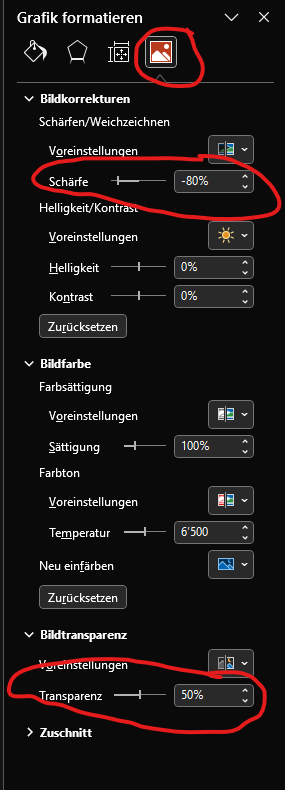 Grafik formatieren
Bildkorrekturen
Schärfen/Weichzeichnen
Voreinstellungen
Schärfe -80%
Helligkeit/Kontrast
Voreinstellungen
Helligkeit 0%
Kontrast 0%
Zurücksetzen
Bildfarbe
Farbsättigung
Voreinstellungen
Sättigung 100%
Farbton
Voreinstellungen
Temperatur 6'500
Neu einfärben
Zurücksetzen
Bildtransparenz
Voreinstellungen
Transparenz 50%
Zuschnitt